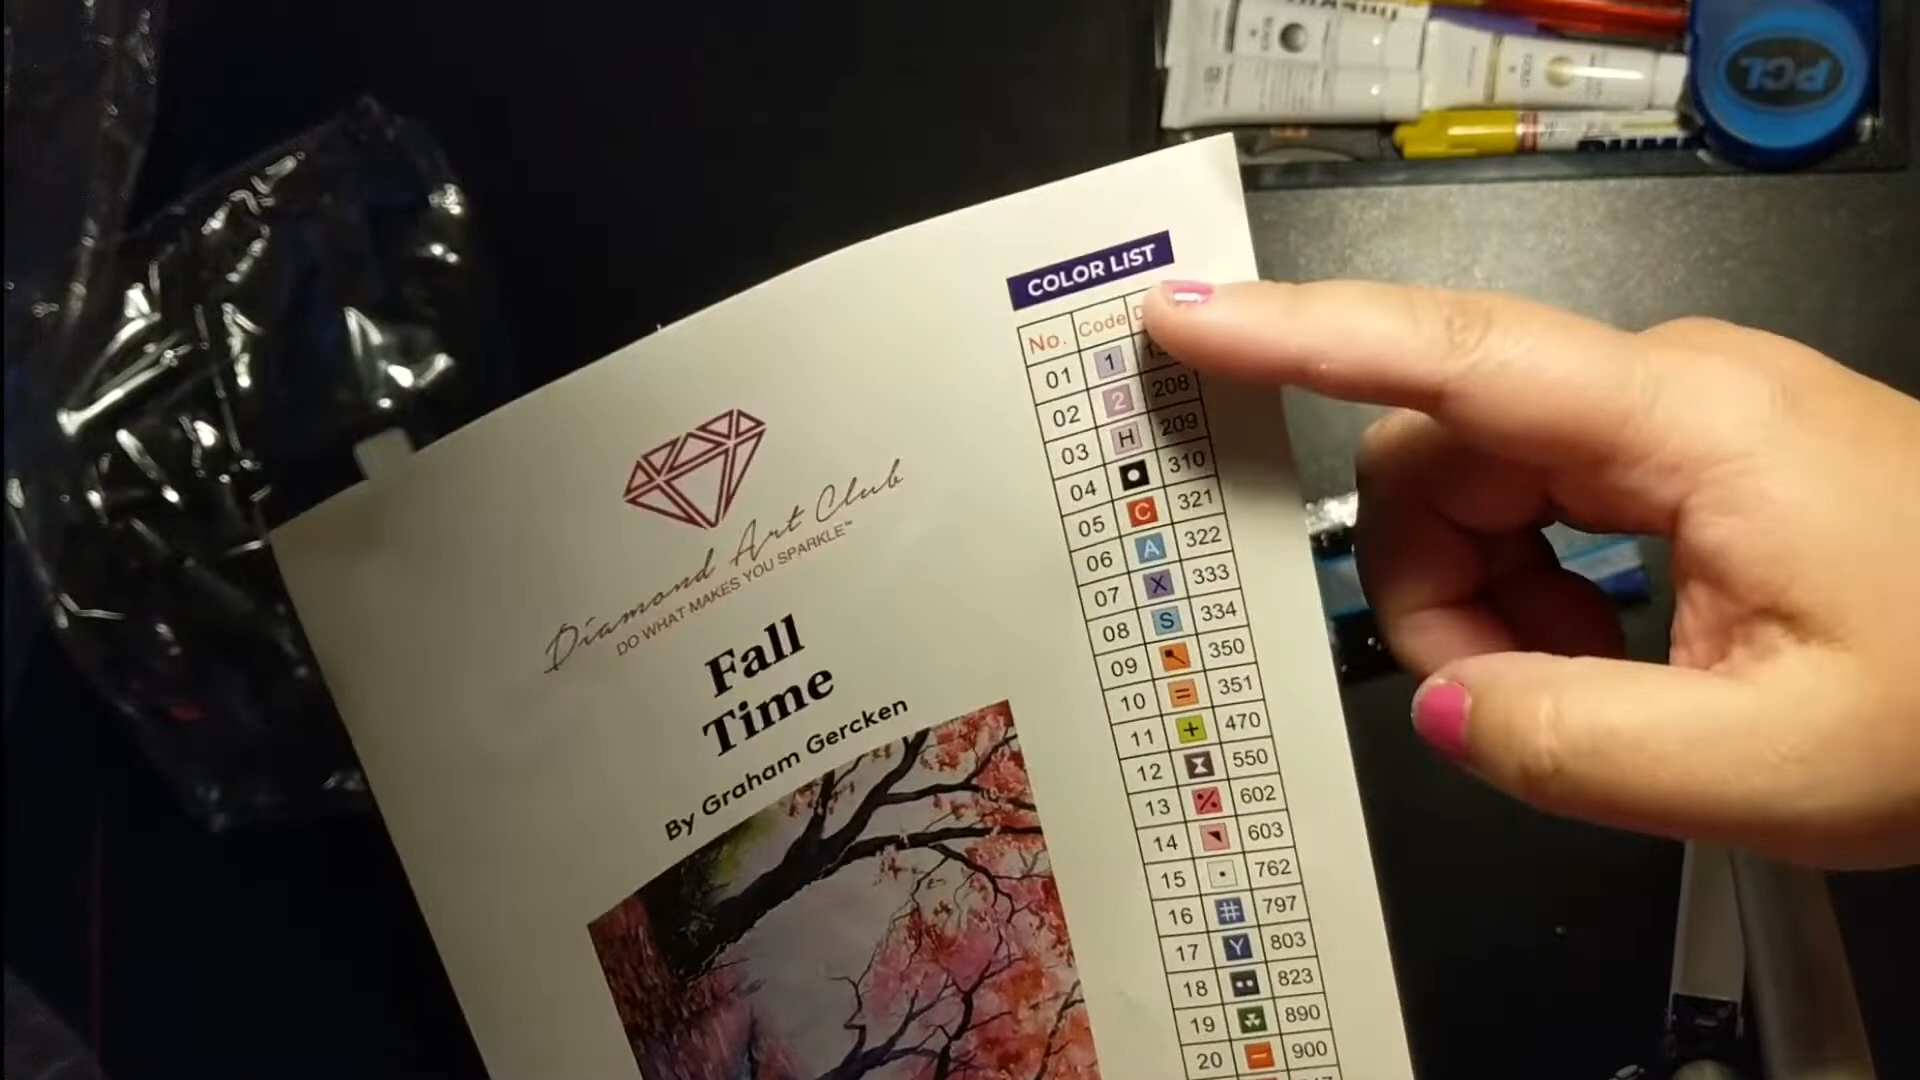 COLOR LIST
No. Code
01 1
02 2 208
03 H 209
04 310
05 C 321
06 A 322
07 X 333
08 S 334
09 350
10 = 351
11 + 470
12 550
13 602
14 603
15 • 762
16 # 797
17 Y 803
18 •• 823
19 ☘ 890
20 – 900
Diamond Art Club
DO WHAT MAKES YOU SPARKLE™
Fall
Time
By Graham Gercken
PCL